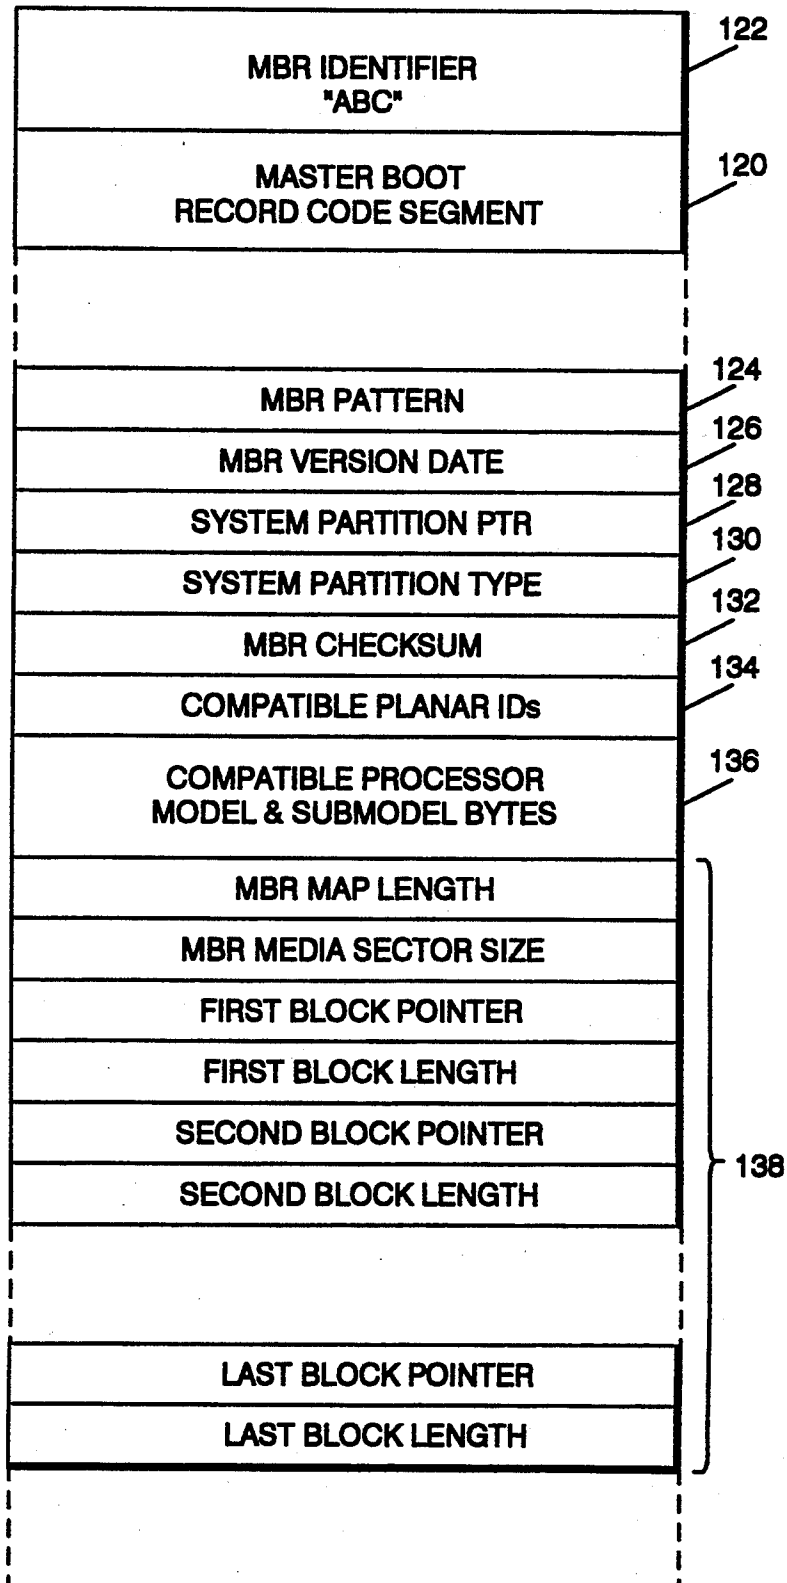 122
MBR IDENTIFIER
"ABC"
120
MASTER BOOT
RECORD CODE SEGMENT
124
MBR PATTERN
126
MBR VERSION DATE
128
SYSTEM PARTITION PTR
130
SYSTEM PARTITION TYPE
132
MBR CHECKSUM
134
COMPATIBLE PLANAR IDs
136
COMPATIBLE PROCESSOR
MODEL & SUBMODEL BYTES
MBR MAP LENGTH
MBR MEDIA SECTOR SIZE
FIRST BLOCK POINTER
FIRST BLOCK LENGTH
SECOND BLOCK POINTER
138
SECOND BLOCK LENGTH
LAST BLOCK POINTER
LAST BLOCK LENGTH